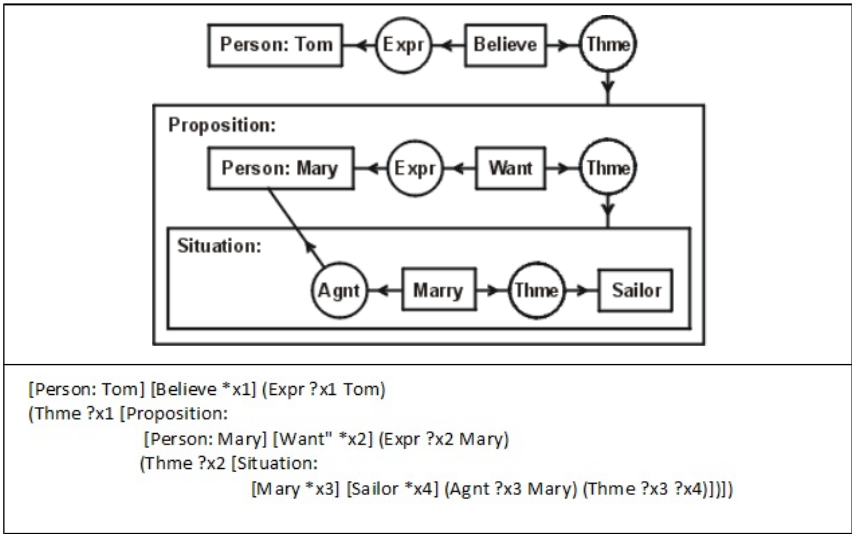 Person: Tom Expr Believe Thme
Proposition:
Person: Mary Expr Want Thme
Situation:
Agnt Marry Thme Sailor
[Person: Tom] [Believe *x1] (Expr ?x1 Tom)
(Thme ?x1 [Proposition:
[Person: Mary] [Want" *x2] (Expr ?x2 Mary)
(Thme ?x2 [Situation:
[Mary *x3] [Sailor *x4] (Agnt ?x3 Mary) (Thme ?x3 ?x4)])])